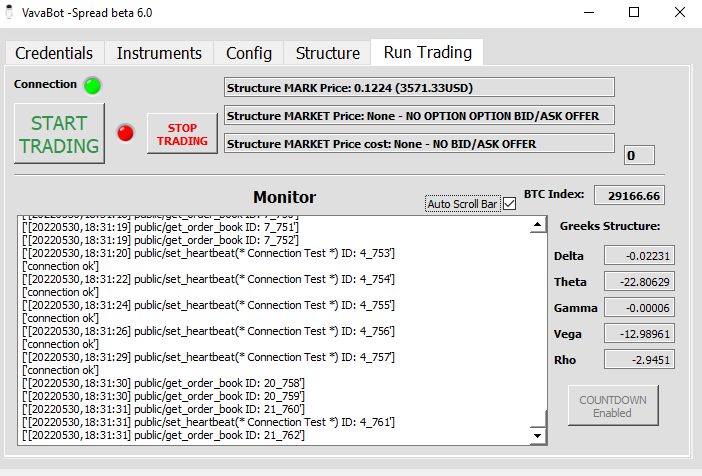 VavaBot -Spread beta 6.0
Credentials Instruments Config Structure Run Trading
Connection
START TRADING
STOP TRADING
Structure MARK Price: 0.1224 (3571.33USD)
Structure MARKET Price: None - NO OPTION OPTION BID/ASK OFFER
Structure MARKET Price cost: None - NO BID/ASK OFFER
0
Monitor
Auto Scroll Bar
BTC Index: 29166.66
['[20220530,18:31:19] public/get_order_book ID: 7_751']
['[20220530,18:31:19] public/get_order_book ID: 7_752']
['[20220530,18:31:20] public/set_heartbeat(* Connection Test *) ID: 4_753']
['connection ok']
['[20220530,18:31:22] public/set_heartbeat(* Connection Test *) ID: 4_754']
['connection ok']
['[20220530,18:31:24] public/set_heartbeat(* Connection Test *) ID: 4_755']
['connection ok']
['[20220530,18:31:26] public/set_heartbeat(* Connection Test *) ID: 4_756']
['connection ok']
['[20220530,18:31:29] public/set_heartbeat(* Connection Test *) ID: 4_757']
['connection ok']
['[20220530,18:31:30] public/get_order_book ID: 20_758']
['[20220530,18:31:30] public/get_order_book ID: 20_759']
['[20220530,18:31:31] public/get_order_book ID: 21_760']
['[20220530,18:31:31] public/set_heartbeat(* Connection Test *) ID: 4_761']
['[20220530,18:31:31] public/get_order_book ID: 21_762']
Greeks Structure:
Delta -0.02231
Theta -22.80629
Gamma -0.00006
Vega -12.98961
Rho -2.9451
COUNTDOWN
Enabled